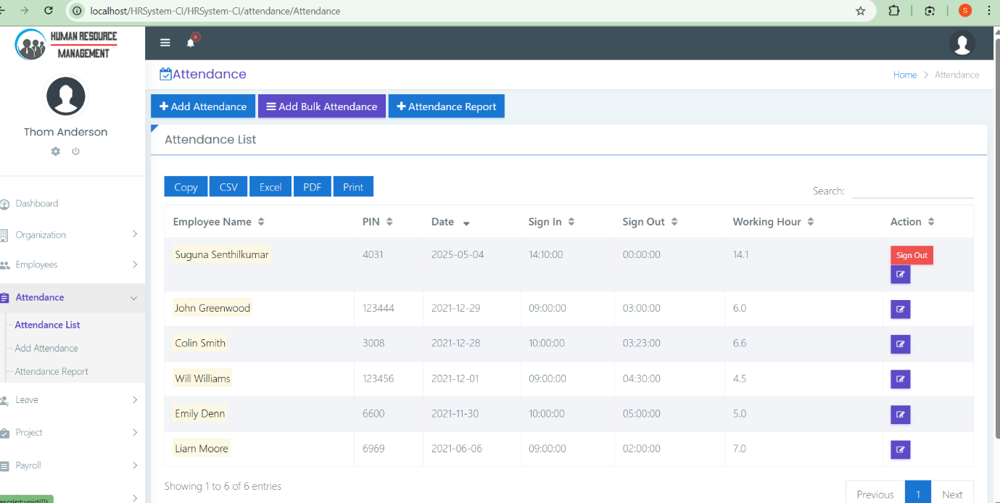 localhost/HRSystem-CI/HRSystem-CI/attendance/Attendance
S
HUMAN RESOURCE
MANAGEMENT
Attendance
Home > Attendance
Thom Anderson
Add Attendance
Add Bulk Attendance
Attendance Report
Attendance List
Copy CSV Excel PDF Print
Search:
Employee Name PIN Date Sign In Sign Out Working Hour Action
Suguna Senthilkumar 4031 2025-05-04 14:10:00 00:00:00 14.1 Sign Out
John Greenwood 123444 2021-12-29 09:00:00 03:00:00 6.0
Colin Smith 3008 2021-12-28 10:00:00 03:23:00 6.6
Will Williams 123456 2021-12-01 09:00:00 04:30:00 4.5
Emily Denn 6600 2021-11-30 10:00:00 05:00:00 5.0
Liam Moore 6969 2021-06-06 09:00:00 02:00:00 7.0
Showing 1 to 6 of 6 entries
Previous 1 Next
Dashboard
Organization
Employees
Attendance
Attendance List
Add Attendance
Attendance Report
Leave
Project
Payroll